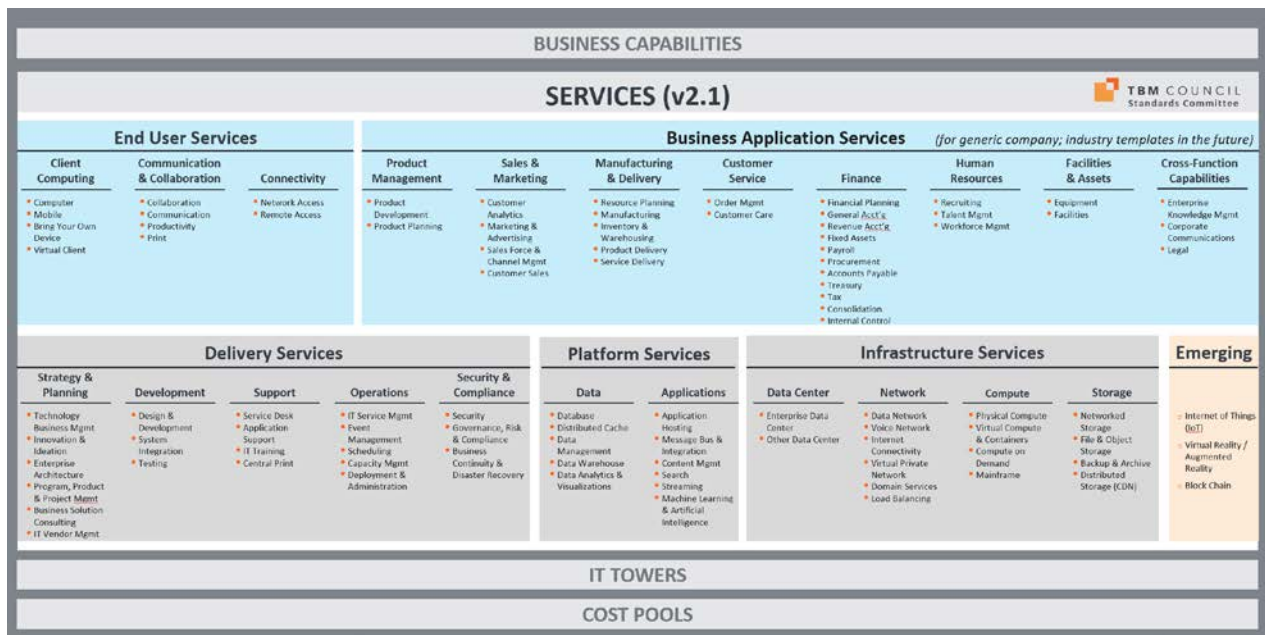 BUSINESS CAPABILITIES
SERVICES (v2.1)
TBM COUNCIL
Standards Committee
End User Services
Client
Computing
• Computer
• Mobile
• Bring Your Own
Device
• Virtual Client
Communication
& Collaboration
• Collaboration
• Communication
• Productivity
• Print
Connectivity
• Network Access
• Remote Access
Business Application Services (for generic company; industry templates in the future)
Product
Management
• Product
Development
• Product Planning
Sales &
Marketing
• Customer
Analytics
• Marketing &
Advertising
• Sales Force &
Channel Mgmt
• Customer Sales
Manufacturing
& Delivery
• Resource Planning
• Manufacturing
• Inventory &
Warehousing
• Product Delivery
• Service Delivery
Customer
Service
• Order Mgmt
• Customer Care
Finance
• Financial Planning
• General Acct'g
• Revenue Acct'g
• Fixed Assets
• Payroll
• Procurement
• Accounts Payable
• Treasury
• Tax
• Consolidation
• Internal Control
Human
Resources
• Recruiting
• Talent Mgmt
• Workforce Mgmt
Facilities
& Assets
• Equipment
• Facilities
Cross-Function
Capabilities
• Enterprise
Knowledge Mgmt
• Corporate
Communications
• Legal
Delivery Services
Strategy &
Planning
• Technology
Business Mgmt
• Innovation &
Ideation
• Enterprise
Architecture
• Program, Product
& Project Mgmt
• Business Solution
Consulting
• IT Vendor Mgmt
Development
• Design &
Development
• System
Integration
• Testing
Support
• Service Desk
• Application
Support
• IT Training
• Central Print
Operations
• IT Service Mgmt
• Event
Management
• Scheduling
• Capacity Mgmt
• Deployment &
Administration
Security &
Compliance
• Security
• Governance, Risk
& Compliance
• Business
Continuity &
Disaster Recovery
Platform Services
Data
• Database
• Distributed Cache
• Data
Management
• Data Warehouse
• Data Analytics &
Visualizations
Applications
• Application
Hosting
• Message Bus &
Integration
• Content Mgmt
• Search
• Streaming
• Machine Learning
& Artificial
Intelligence
Infrastructure Services
Data Center
• Enterprise Data
Center
• Other Data Center
Network
• Data Network
• Voice Network
• Internet
Connectivity
• Virtual Private
Network
• Domain Services
• Load Balancing
Compute
• Physical Compute
• Virtual Compute
& Containers
• Compute on
Demand
• Mainframe
Storage
• Networked
Storage
• File & Object
Storage
• Backup & Archive
• Distributed
Storage (CDN)
Emerging
Internet of Things
(IoT)
Virtual Reality /
Augmented
Reality
Block Chain
IT TOWERS
COST POOLS